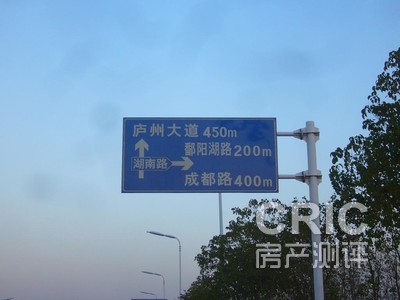 庐州大道 450m
鄱阳湖路 200m
湖南路
成都路 400m
CRIC
房产测评